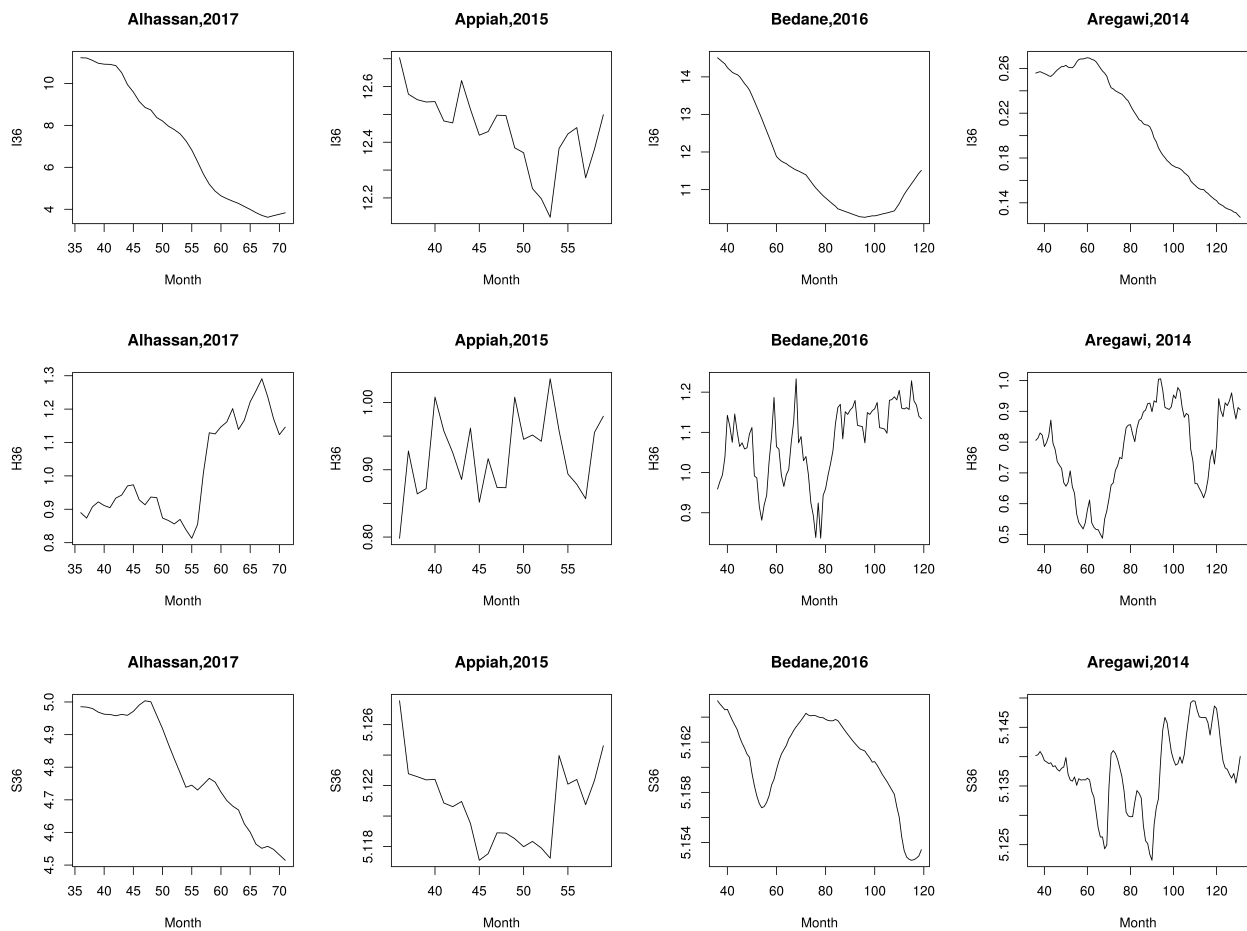 Alhassan,2017
Appiah,2015
Bedane,2016
Aregawi,2014
I36
4 6 8 10
35 40 45 50 55 60 65 70
Month
I36
12.2 12.4 12.6
40 45 50 55
Month
I36
11 12 13 14
40 60 80 100 120
Month
I36
0.14 0.18 0.22 0.26
40 60 80 100 120
Month
Alhassan,2017
Appiah,2015
Bedane,2016
Aregawi, 2014
H36
0.8 0.9 1.0 1.1 1.2 1.3
35 40 45 50 55 60 65 70
Month
H36
0.80 0.90 1.00
40 45 50 55
Month
H36
0.9 1.0 1.1 1.2
40 60 80 100 120
Month
H36
0.5 0.6 0.7 0.8 0.9 1.0
40 60 80 100 120
Month
Alhassan,2017
Appiah,2015
Bedane,2016
Aregawi,2014
S36
4.5 4.6 4.7 4.8 4.9 5.0
35 40 45 50 55 60 65 70
Month
S36
5.118 5.122 5.126
40 45 50 55
Month
S36
5.154 5.158 5.162
40 60 80 100 120
Month
S36
5.125 5.135 5.145
40 60 80 100 120
Month